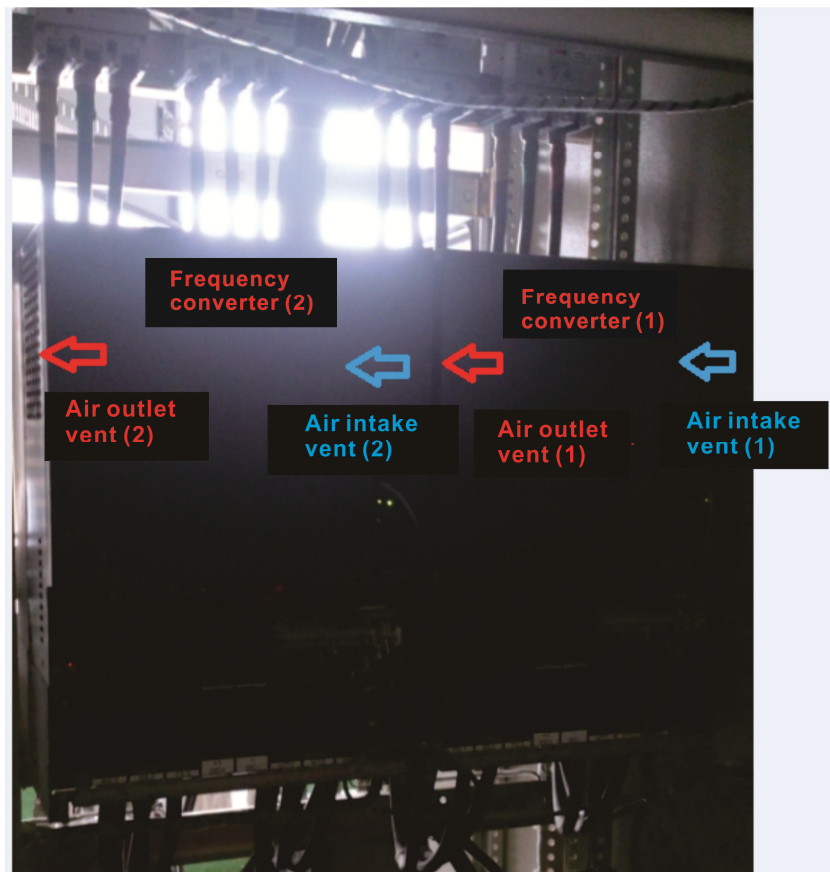 Frequency
converter (2)
Frequency
converter (1)
Air outlet
vent (2)
Air intake
vent (2)
Air outlet
vent (1)
Air intake
vent (1)